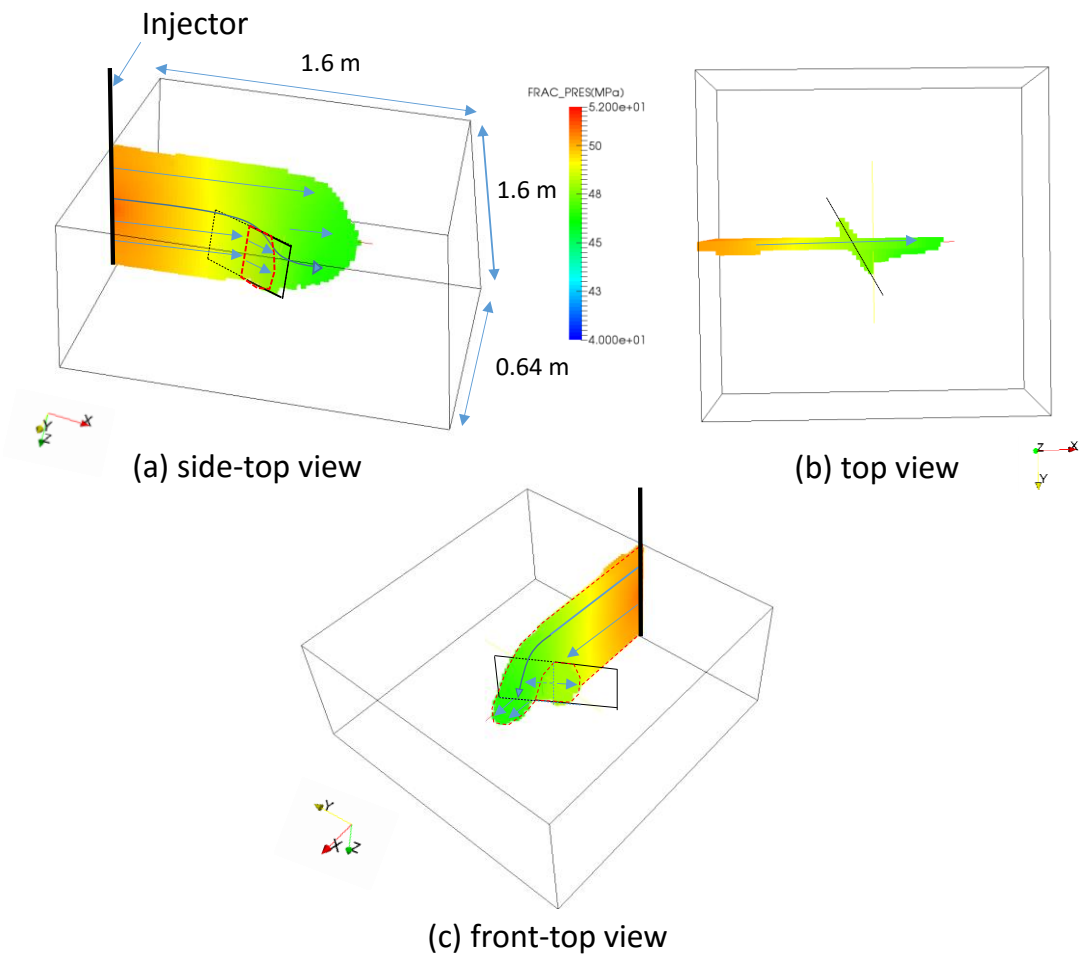 Injector
1.6 m
FRAC_PRES(MPa)
5.200e+01
50
48
45
43
4.000e+01
1.6 m
0.64 m
X
Y
Z
(a) side-top view
(b) top view
Z
X
Y
Y
X
Z
(c) front-top view